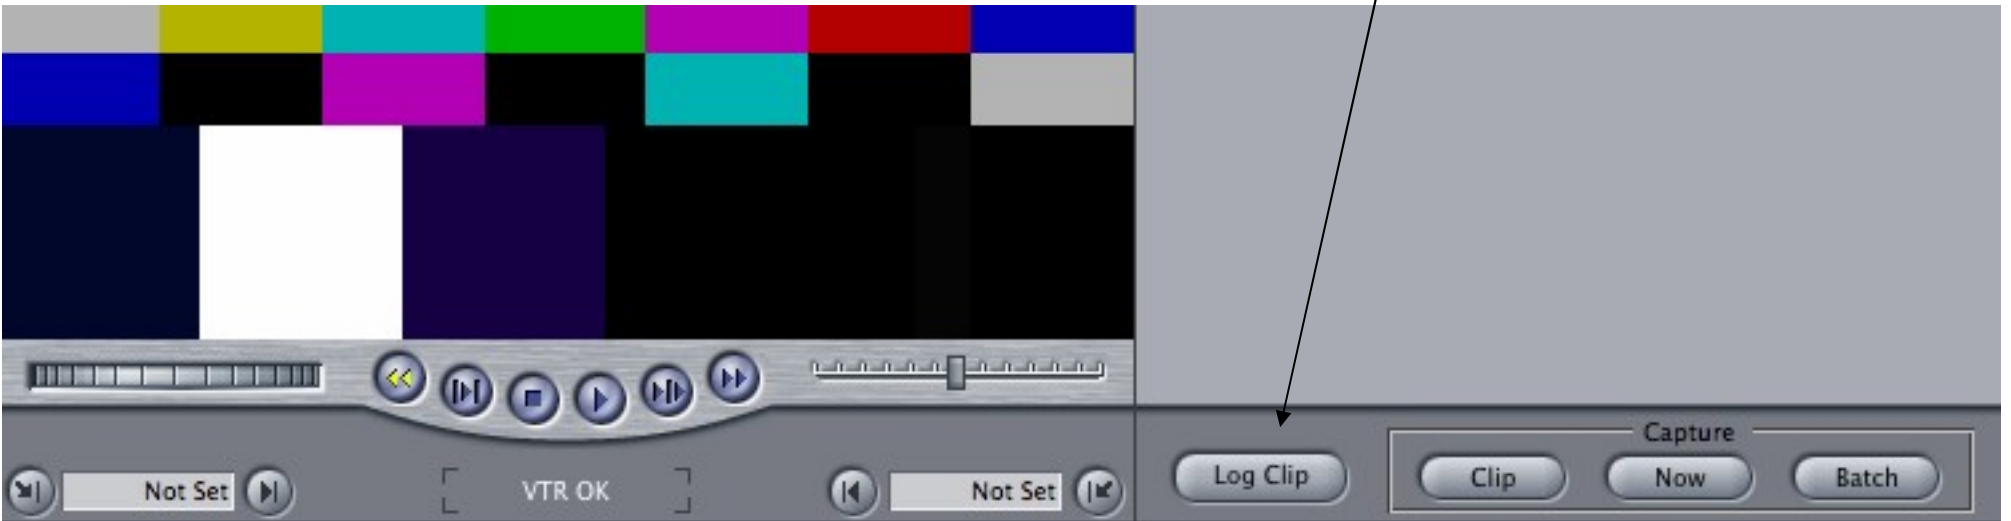 Capture
Not Set
VTR OK
Not Set
Log Clip
Clip
Now
Batch